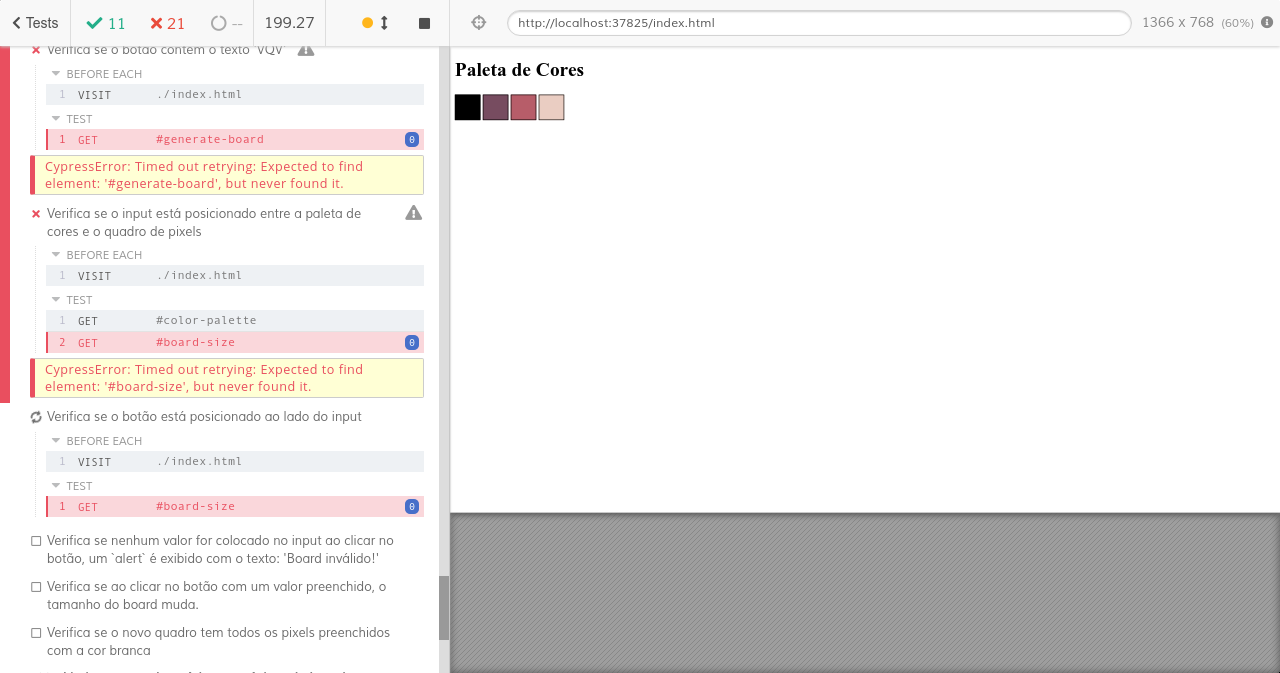 Tests
11
21
--
199.27
http://localhost:37825/index.html
1366 x 768 (60%)
Verifica se o botão contém o texto 'VQV'
BEFORE EACH
1 VISIT ./index.html
TEST
1 GET #generate-board 0
CypressError: Timed out retrying: Expected to find
element: '#generate-board', but never found it.
Verifica se o input está posicionado entre a paleta de
cores e o quadro de pixels
BEFORE EACH
1 VISIT ./index.html
TEST
1 GET #color-palette
2 GET #board-size 0
CypressError: Timed out retrying: Expected to find
element: '#board-size', but never found it.
Verifica se o botão está posicionado ao lado do input
BEFORE EACH
1 VISIT ./index.html
TEST
1 GET #board-size 0
Verifica se nenhum valor for colocado no input ao clicar no
botão, um `alert` é exibido com o texto: 'Board inválido!'
Verifica se ao clicar no botão com um valor preenchido, o
tamanho do board muda.
Verifica se o novo quadro tem todos os pixels preenchidos
com a cor branca
Paleta de Cores